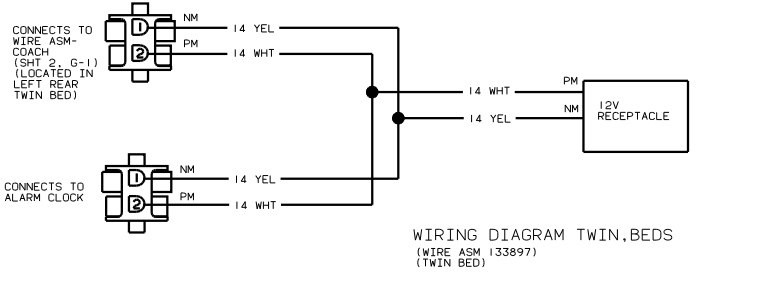 CONNECTS TO
WIRE ASM-
COACH
(SHT 2, G-1)
(LOCATED IN
LEFT REAR
TWIN BED)
1
2
NM
14 YEL
PM
14 WHT
14 WHT
PM
14 YEL
NM
12V
RECEPTACLE
CONNECTS TO
ALARM CLOCK
1
2
NM
14 YEL
PM
14 WHT
WIRING DIAGRAM TWIN,BEDS
(WIRE ASM 133897)
(TWIN BED)